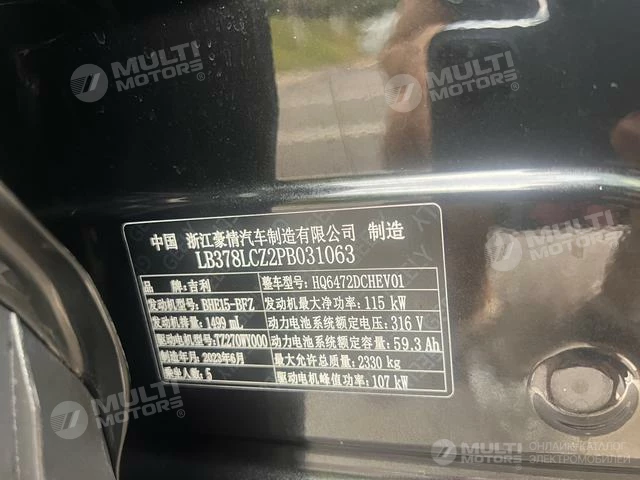 MULTI MOTORS
MULTI MOTORS
中国 浙江豪情汽车制造有限公司 制造
LB378LCZ2PB031063
品牌：吉利 整车型号：HQ6472DCHEV01
发动机型号：BHE15-BFZ 发动机最大净功率：115 kW
发动机排量：1499 mL 动力电池系统额定电压：316 V
驱动电机型号：TZ270WY000 动力电池系统额定容量：59.3 Ah
制造年月：2023年6月 最大允许总质量：2330 kg
乘坐人数：5 驱动电机峰值功率：107 kW
MULTI MOTORS
MULTI MOTORS ОНЛАЙН-КАТАЛОГ ЭЛЕКТРОМОБИЛЕЙ